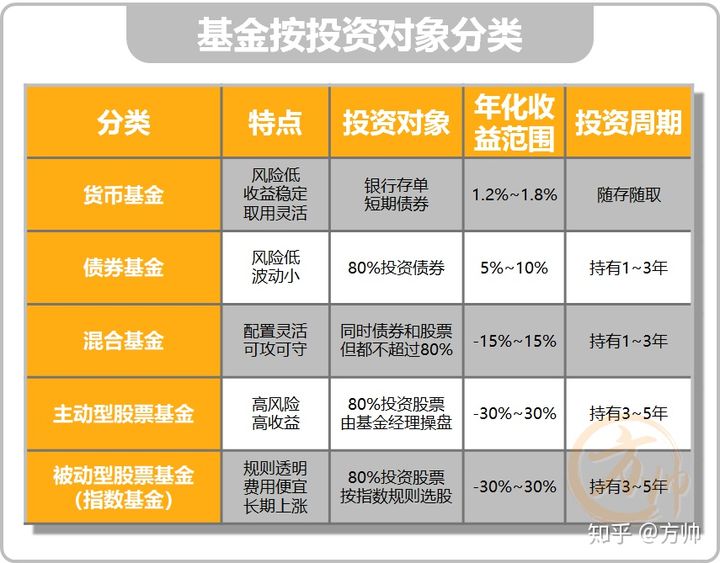 基金按投资对象分类
分类
特点
投资对象
年化收
益范围
投资周期
货币基金
风险低
收益稳定
取用灵活
银行存单
短期债券
1.2%~1.8%
随存随取
债券基金
风险低
波动小
80%投资债券
5%~10%
持有1~3年
混合基金
配置灵活
可攻可守
同时债券和股票
但都不超过80%
-15%~15%
持有1~3年
主动型股票基金
高风险
高收益
80%投资股票
由基金经理操盘
-30%~30%
持有3~5年
被动型股票基金
(指数基金)
规则透明
费用便宜
长期上涨
80%投资股票
按指数规则选股
-30%~30%
持有3~5年
方帅
知乎 @方帅